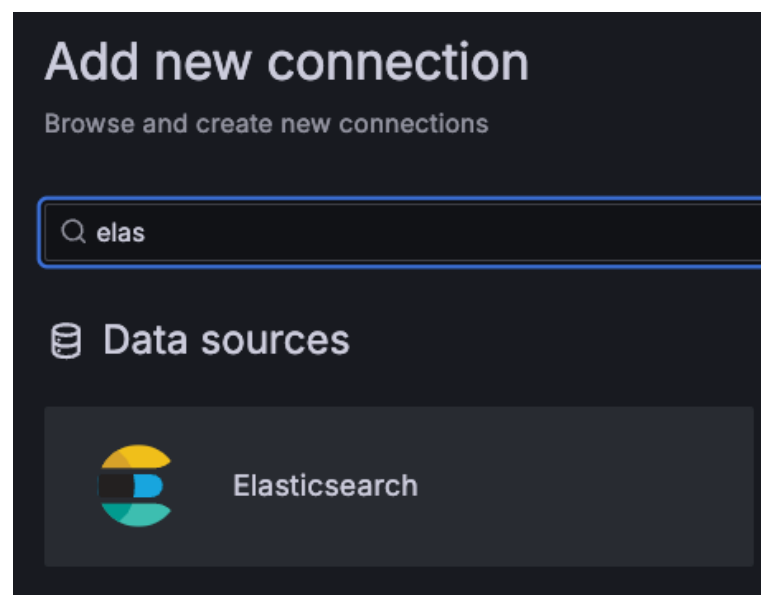 Add new connection
Browse and create new connections
elas
Data sources
Elasticsearch